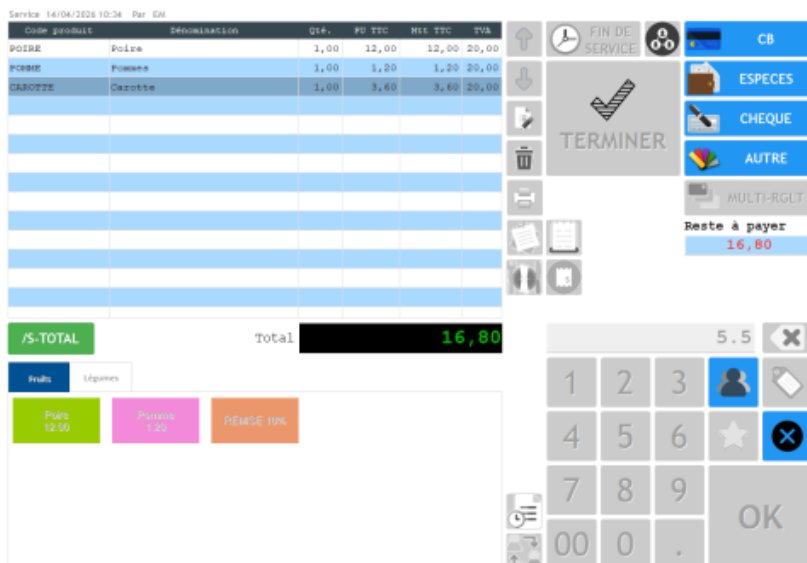 Service 14/04/2026 10:34 Par EM
Code produit Dénomination Qté. PU TTC Mtt TTC TVA
POIRE Poire 1,00 12,00 12,00 20,00
POMME Pommes 1,00 1,20 1,20 20,00
CAROTTE Carotte 1,00 3,60 3,60 20,00
FIN DE
SERVICE
TERMINER
CB
ESPECES
CHEQUE
AUTRE
MULTI-RGLT
Reste à payer
16,80
/S-TOTAL
Total 16,80
5.5
Fruits Légumes
Poire
12.00
Pomme
1.20
REMISE 10%
1 2 3
4 5 6
7 8 9
00 0 .
OK